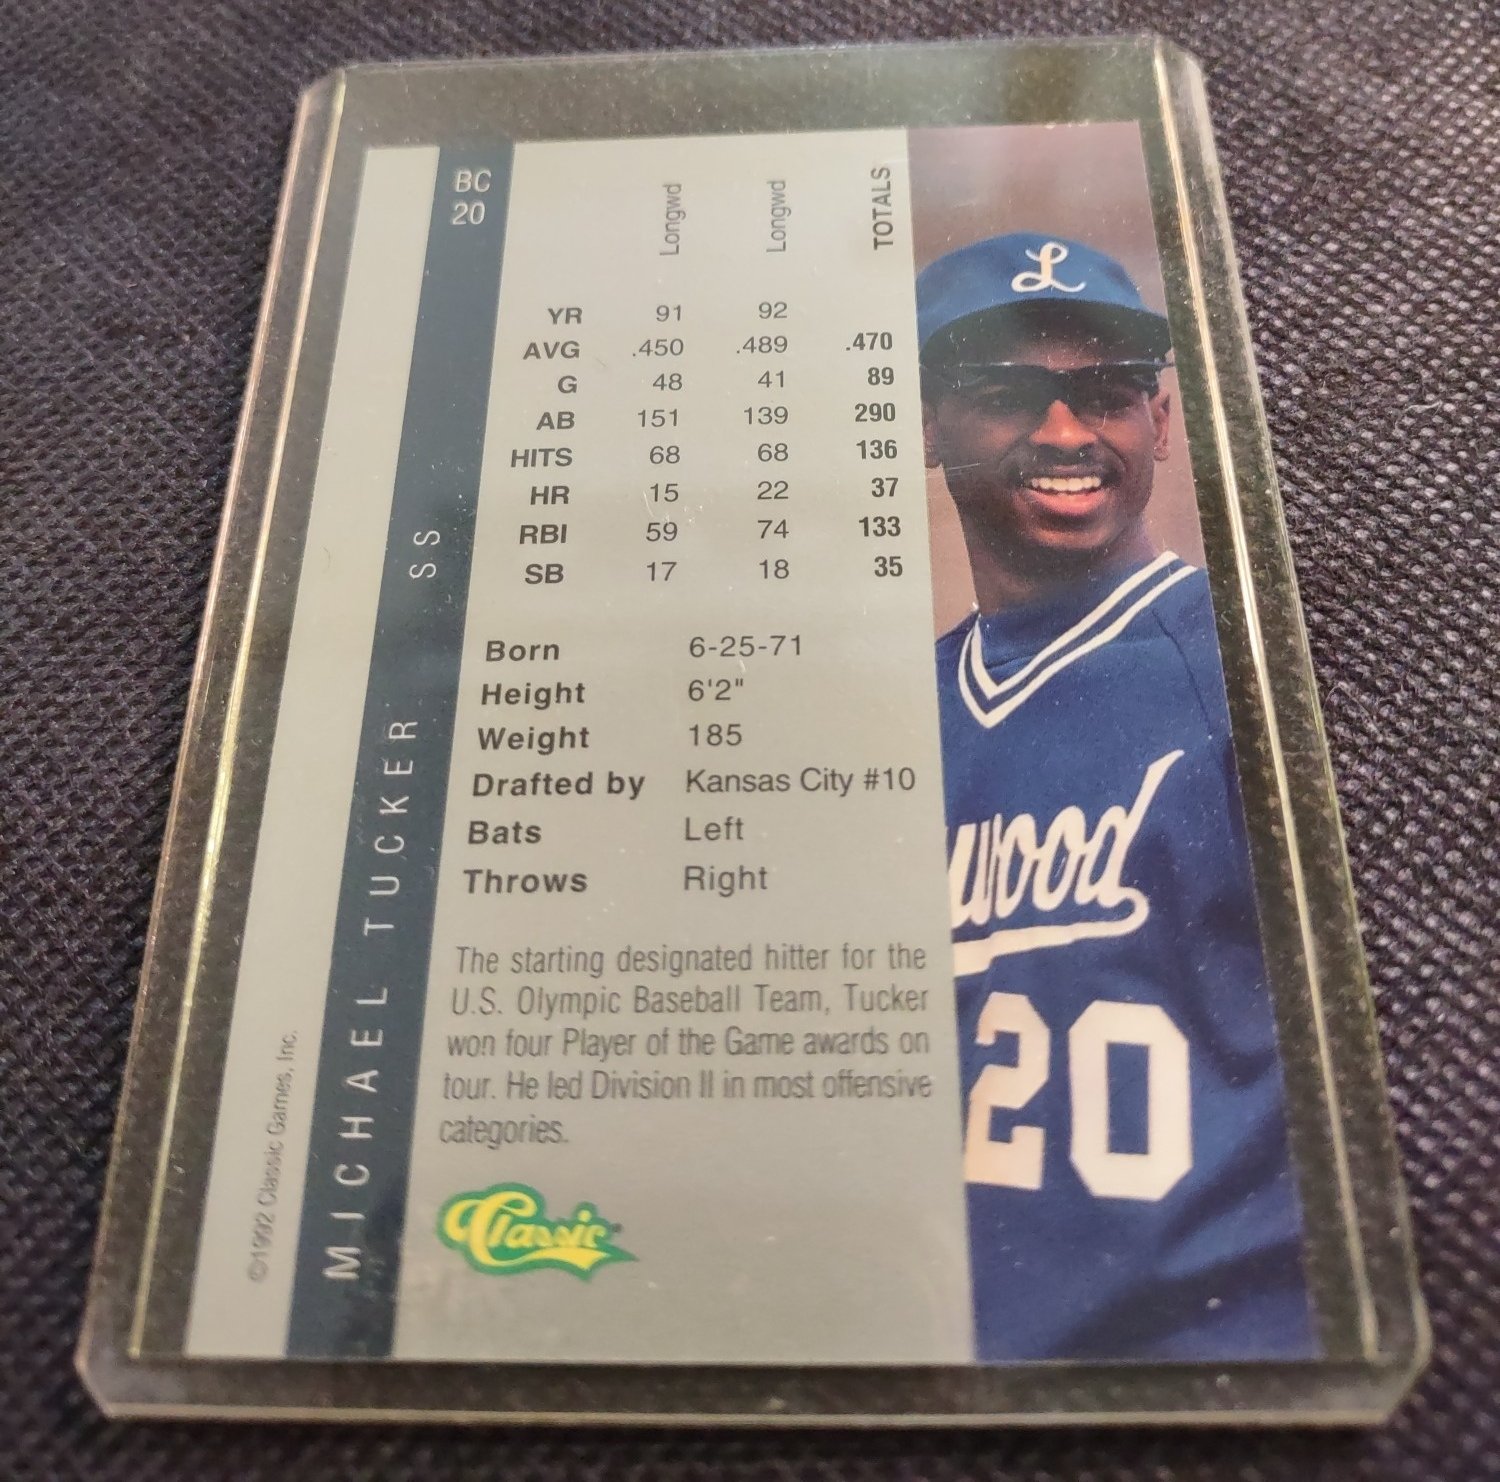 BC
20
Longwd Longwd TOTALS
YR 91 92
AVG .450 .489 .470
G 48 41 89
AB 151 139 290
HITS 68 68 136
HR 15 22 37
RBI 59 74 133
SB 17 18 35
Born 6-25-71
Height 6'2"
Weight 185
Drafted by Kansas City #10
Bats Left
Throws Right
The starting designated hitter for the
U.S. Olympic Baseball Team, Tucker
won four Player of the Game awards on
tour. He led Division II in most offensive
categories.
Classic
MICHAEL TUCKER SS
©1992 Classic Games, Inc.
L
wood
20